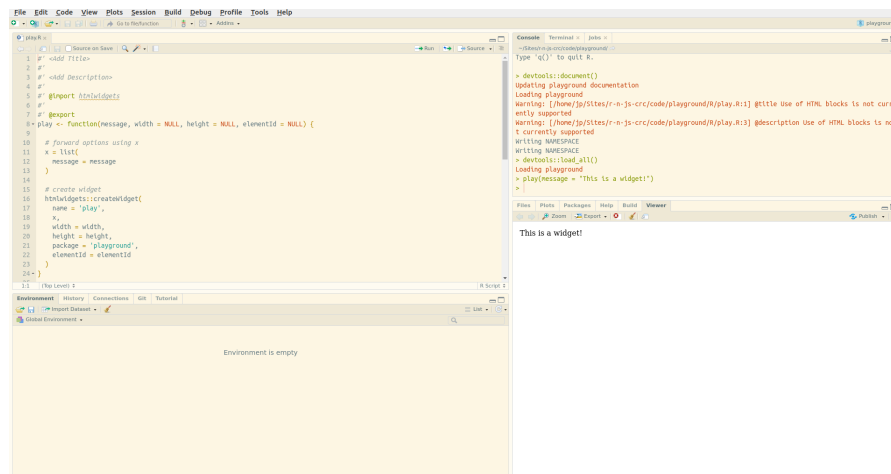 File Edit Code View Plots Session Build Debug Profile Tools Help
Go to file/function Addins
playgroun
play.R
Source on Save Run Source
1 #' <Add Title>
2 #'
3 #' <Add Description>
4 #'
5 #' @import htmlwidgets
6 #'
7 #' @export
8 play <- function(message, width = NULL, height = NULL, elementId = NULL) {
9
10 # forward options using x
11 x = list(
12 message = message
13 )
14
15 # create widget
16 htmlwidgets::createWidget(
17 name = 'play',
18 x,
19 width = width,
20 height = height,
21 package = 'playground',
22 elementId = elementId
23 )
24 }
1:1 (Top Level) R Script
Environment History Connections Git Tutorial
Import Dataset List
Global Environment
Environment is empty
Console Terminal Jobs
~/Sites/r-n-js-crc/code/playground/
Type 'q()' to quit R.
> devtools::document()
Updating playground documentation
Loading playground
Warning: [/home/jp/Sites/r-n-js-crc/code/playground/R/play.R:1] @title Use of HTML blocks is not curr
ently supported
Warning: [/home/jp/Sites/r-n-js-crc/code/playground/R/play.R:3] @description Use of HTML blocks is no
t currently supported
Writing NAMESPACE
Writing NAMESPACE
> devtools::load_all()
Loading playground
> play(message = "This is a widget!")
>
Files Plots Packages Help Build Viewer
Zoom Export Publish
This is a widget!